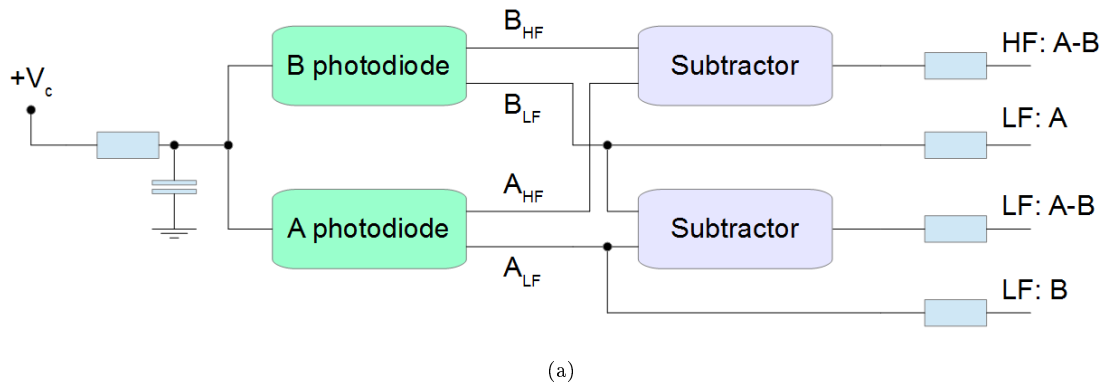 +Vc
B photodiode
BHF
BLF
Subtractor
HF: A-B
LF: A
A photodiode
AHF
ALF
Subtractor
LF: A-B
LF: B
(a)